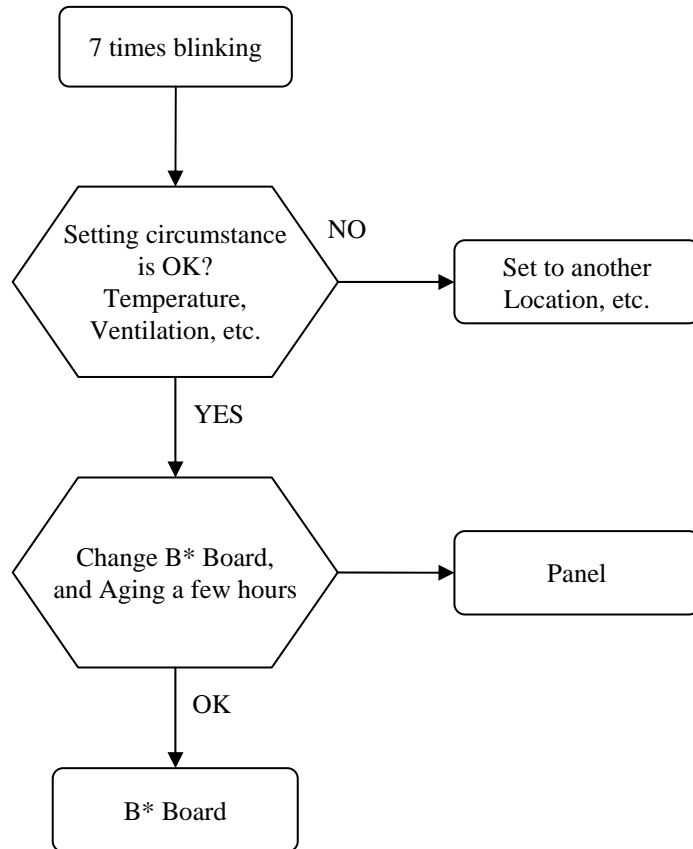 7 times blinking
Setting circumstance
is OK?
Temperature,
Ventilation, etc.
NO
Set to another
Location, etc.
YES
Change B* Board,
and Aging a few hours
Panel
OK
B* Board